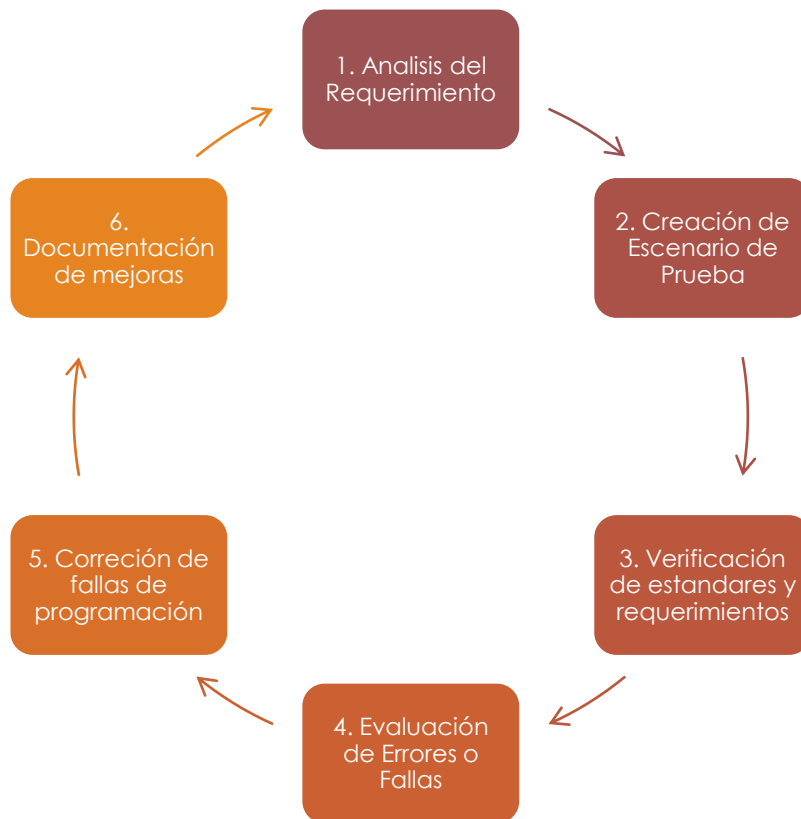 1. Analisis del
Requerimiento
2. Creación de
Escenario de
Prueba
3. Verificación
de estandares y
requerimientos
4. Evaluación
de Errores o
Fallas
5. Correción de
fallas de
programación
6.
Documentación
de mejoras